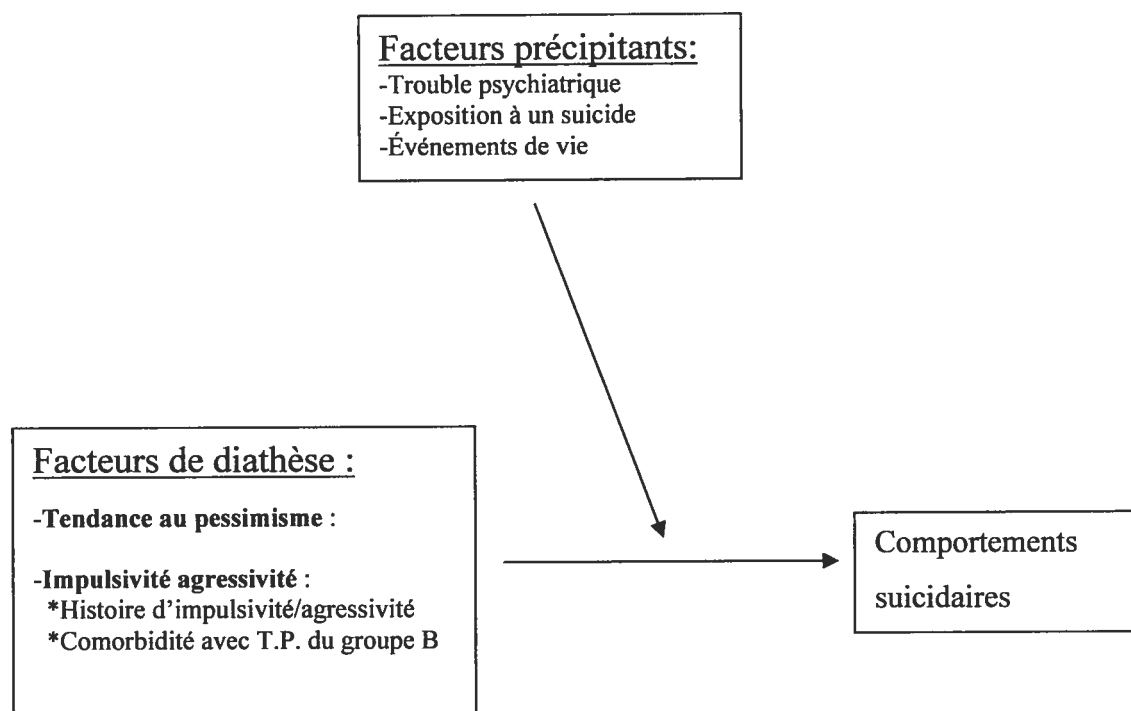 Facteurs précipitants:
-Trouble psychiatrique
-Exposition à un suicide
-Événements de vie
Facteurs de diathèse :
-Tendance au pessimisme :
-Impulsivité agressivité :
*Histoire d'impulsivité/agressivité
*Comorbidité avec T.P. du groupe B
Comportements
suicidaires